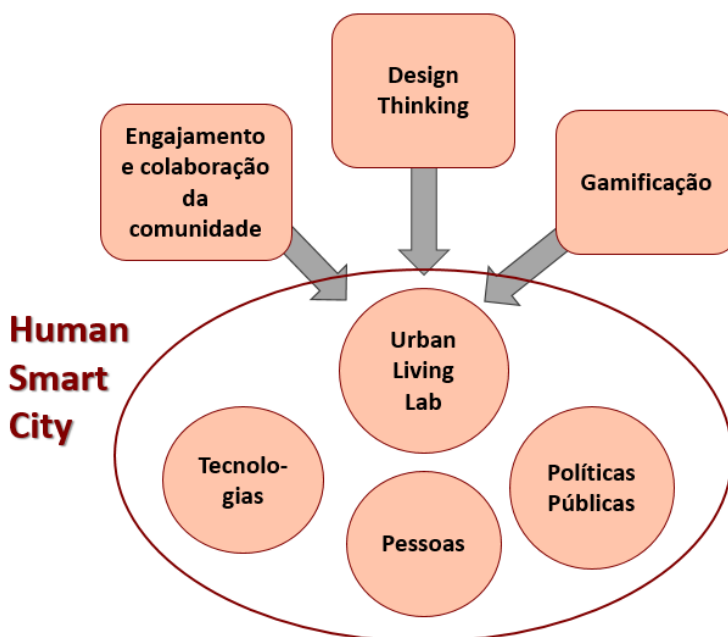 Design
Thinking
Engajamento
e colaboração
da
comunidade
Gamificação
Human
Smart
City
Urban
Living
Lab
Tecnolo-
gias
Políticas
Públicas
Pessoas